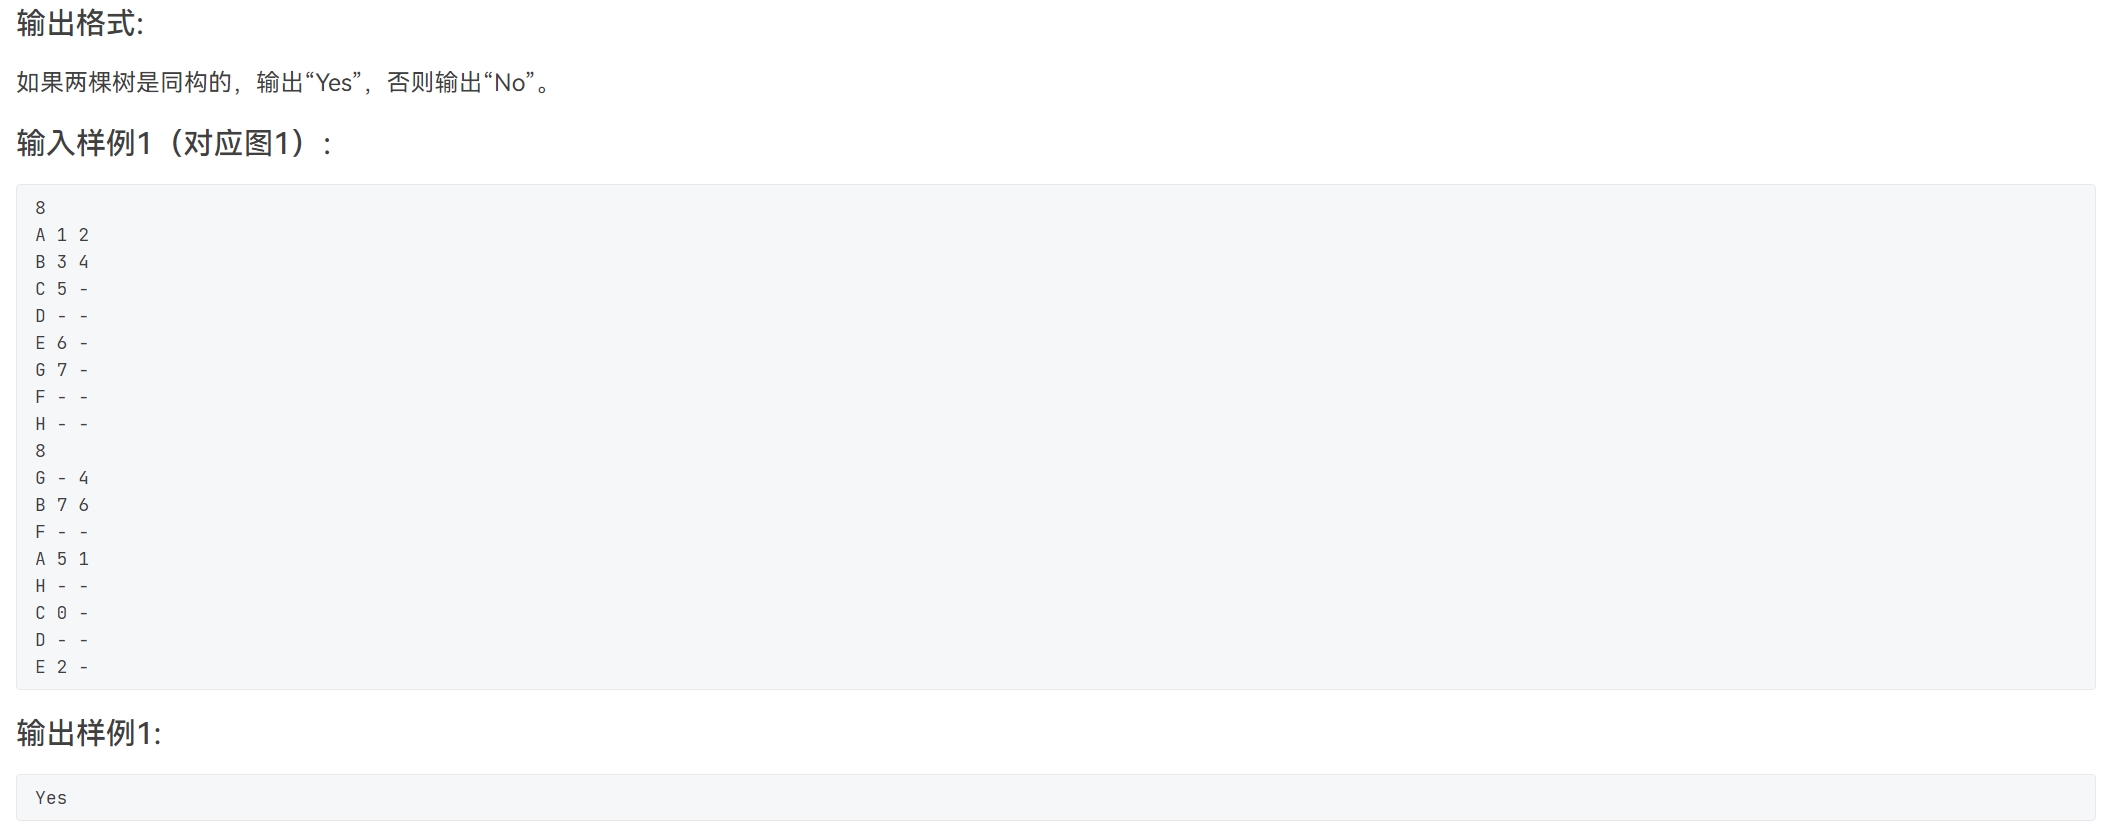 输出格式:
如果两棵树是同构的，输出“Yes”，否则输出“No”。
输入样例1（对应图1）:
8
A 1 2
B 3 4
C 5 -
D - -
E 6 -
G 7 -
F - -
H - -
8
G - 4
B 7 6
F - -
A 5 1
H - -
C 0 -
D - -
E 2 -
输出样例1:
Yes